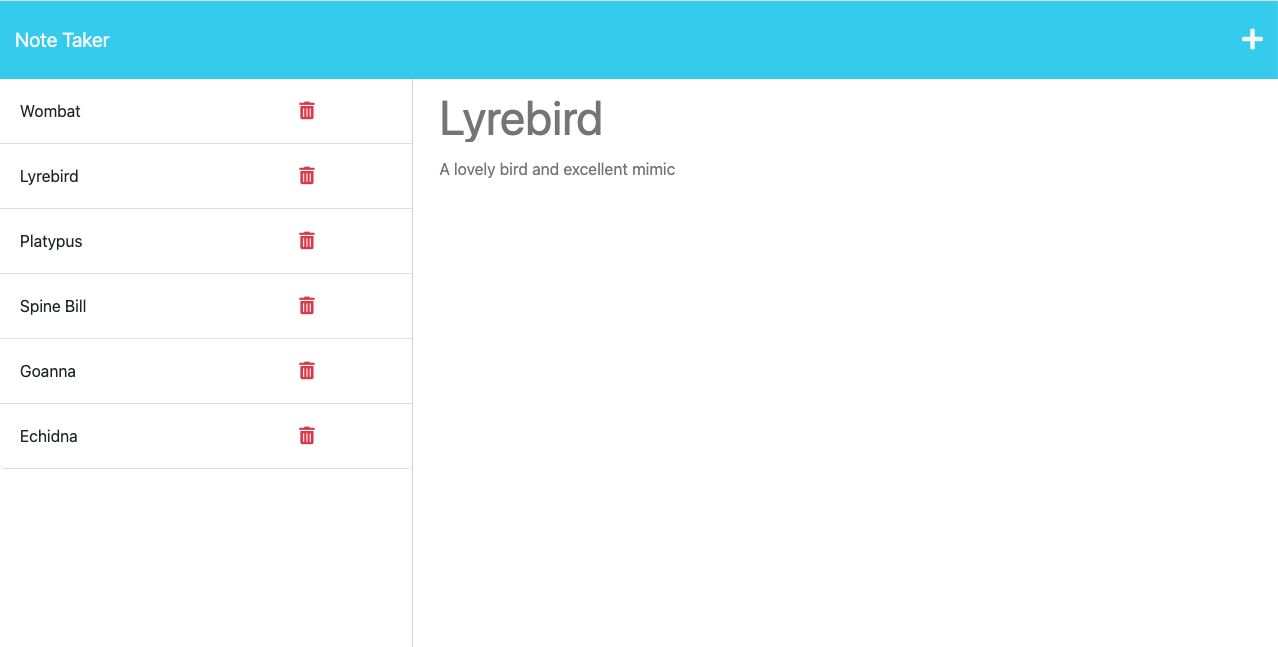 Note Taker
Wombat
Lyrebird
Platypus
Spine Bill
Goanna
Echidna
Lyrebird
A lovely bird and excellent mimic